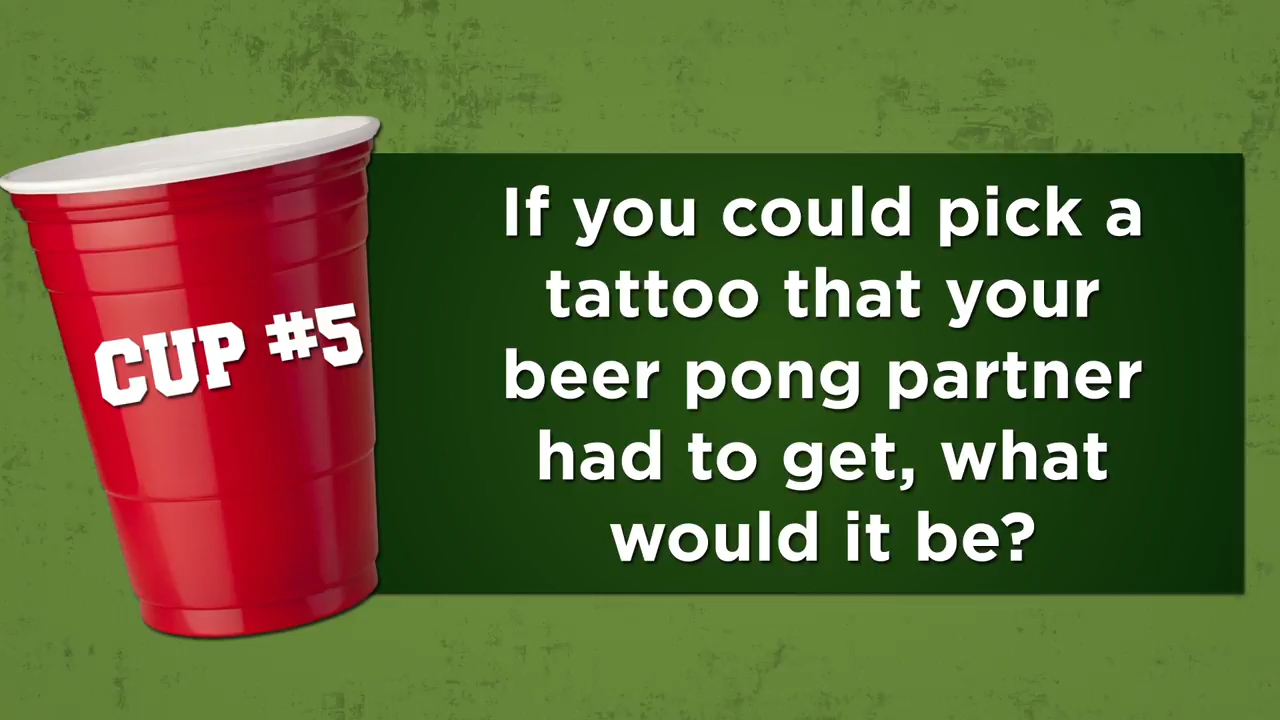 CUP #5
If you could pick a
tattoo that your
beer pong partner
had to get, what
would it be?